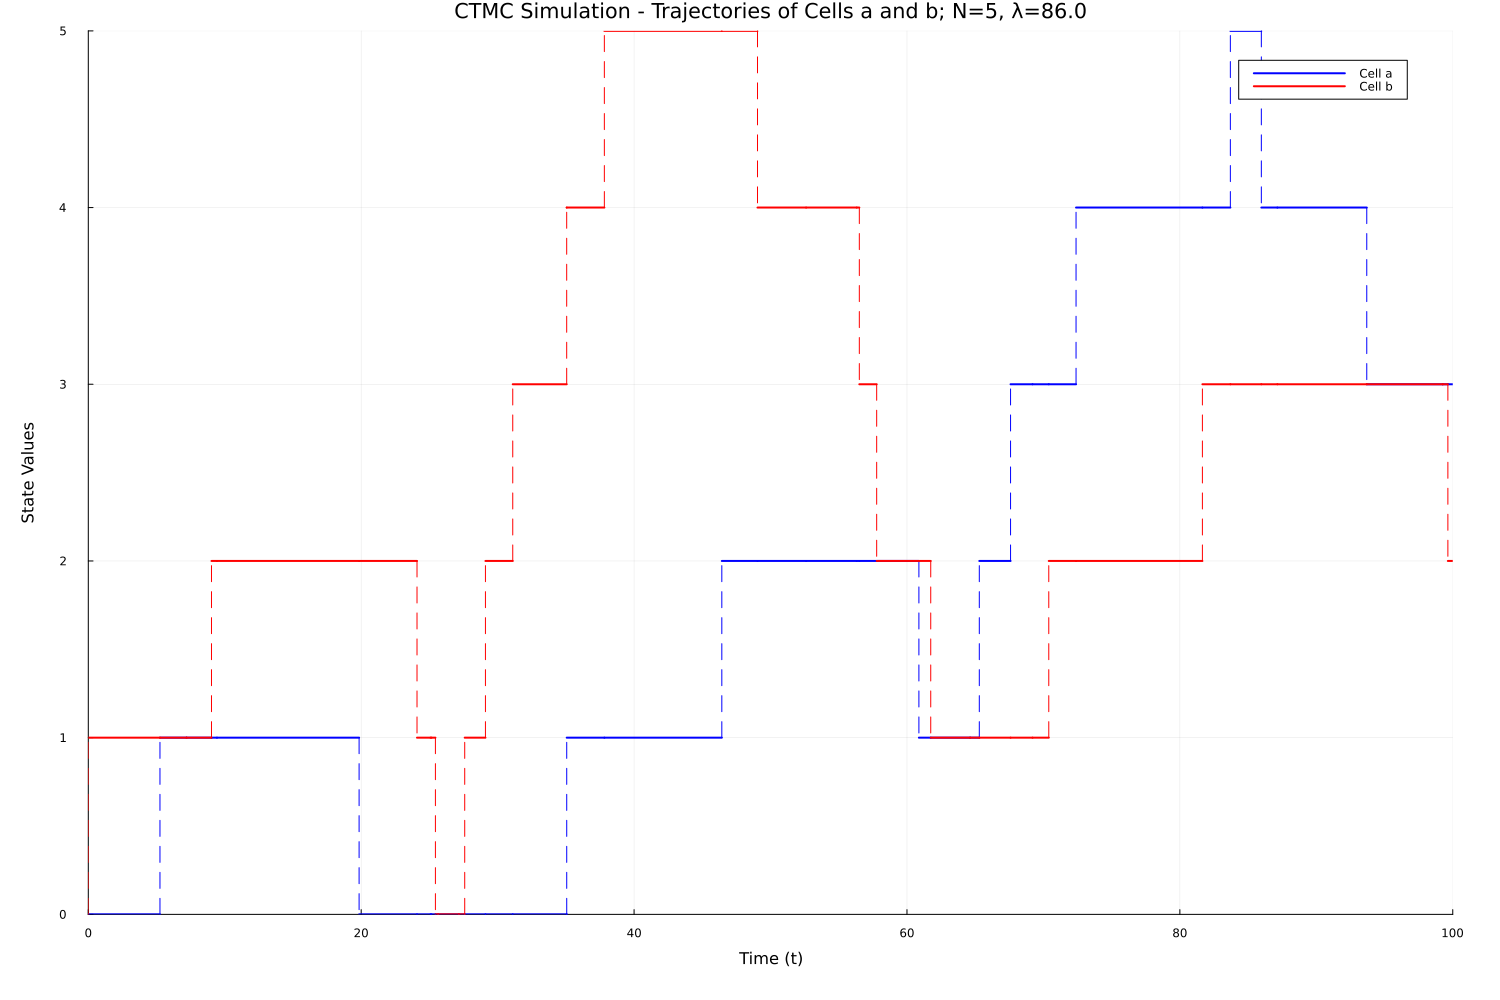 CTMC Simulation - Trajectories of Cells a and b; N=5, λ=86.0
5
4
3
2
1
0
State Values
Cell a
Cell b
0 20 40 60 80 100
Time (t)